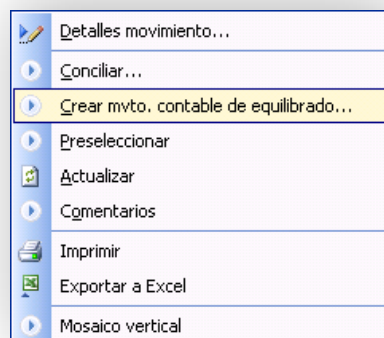 Detalles movimiento...
Conciliar...
Crear mvto. contable de equilibrado...
Preseleccionar
Actualizar
Comentarios
Imprimir
Exportar a Excel
Mosaico vertical